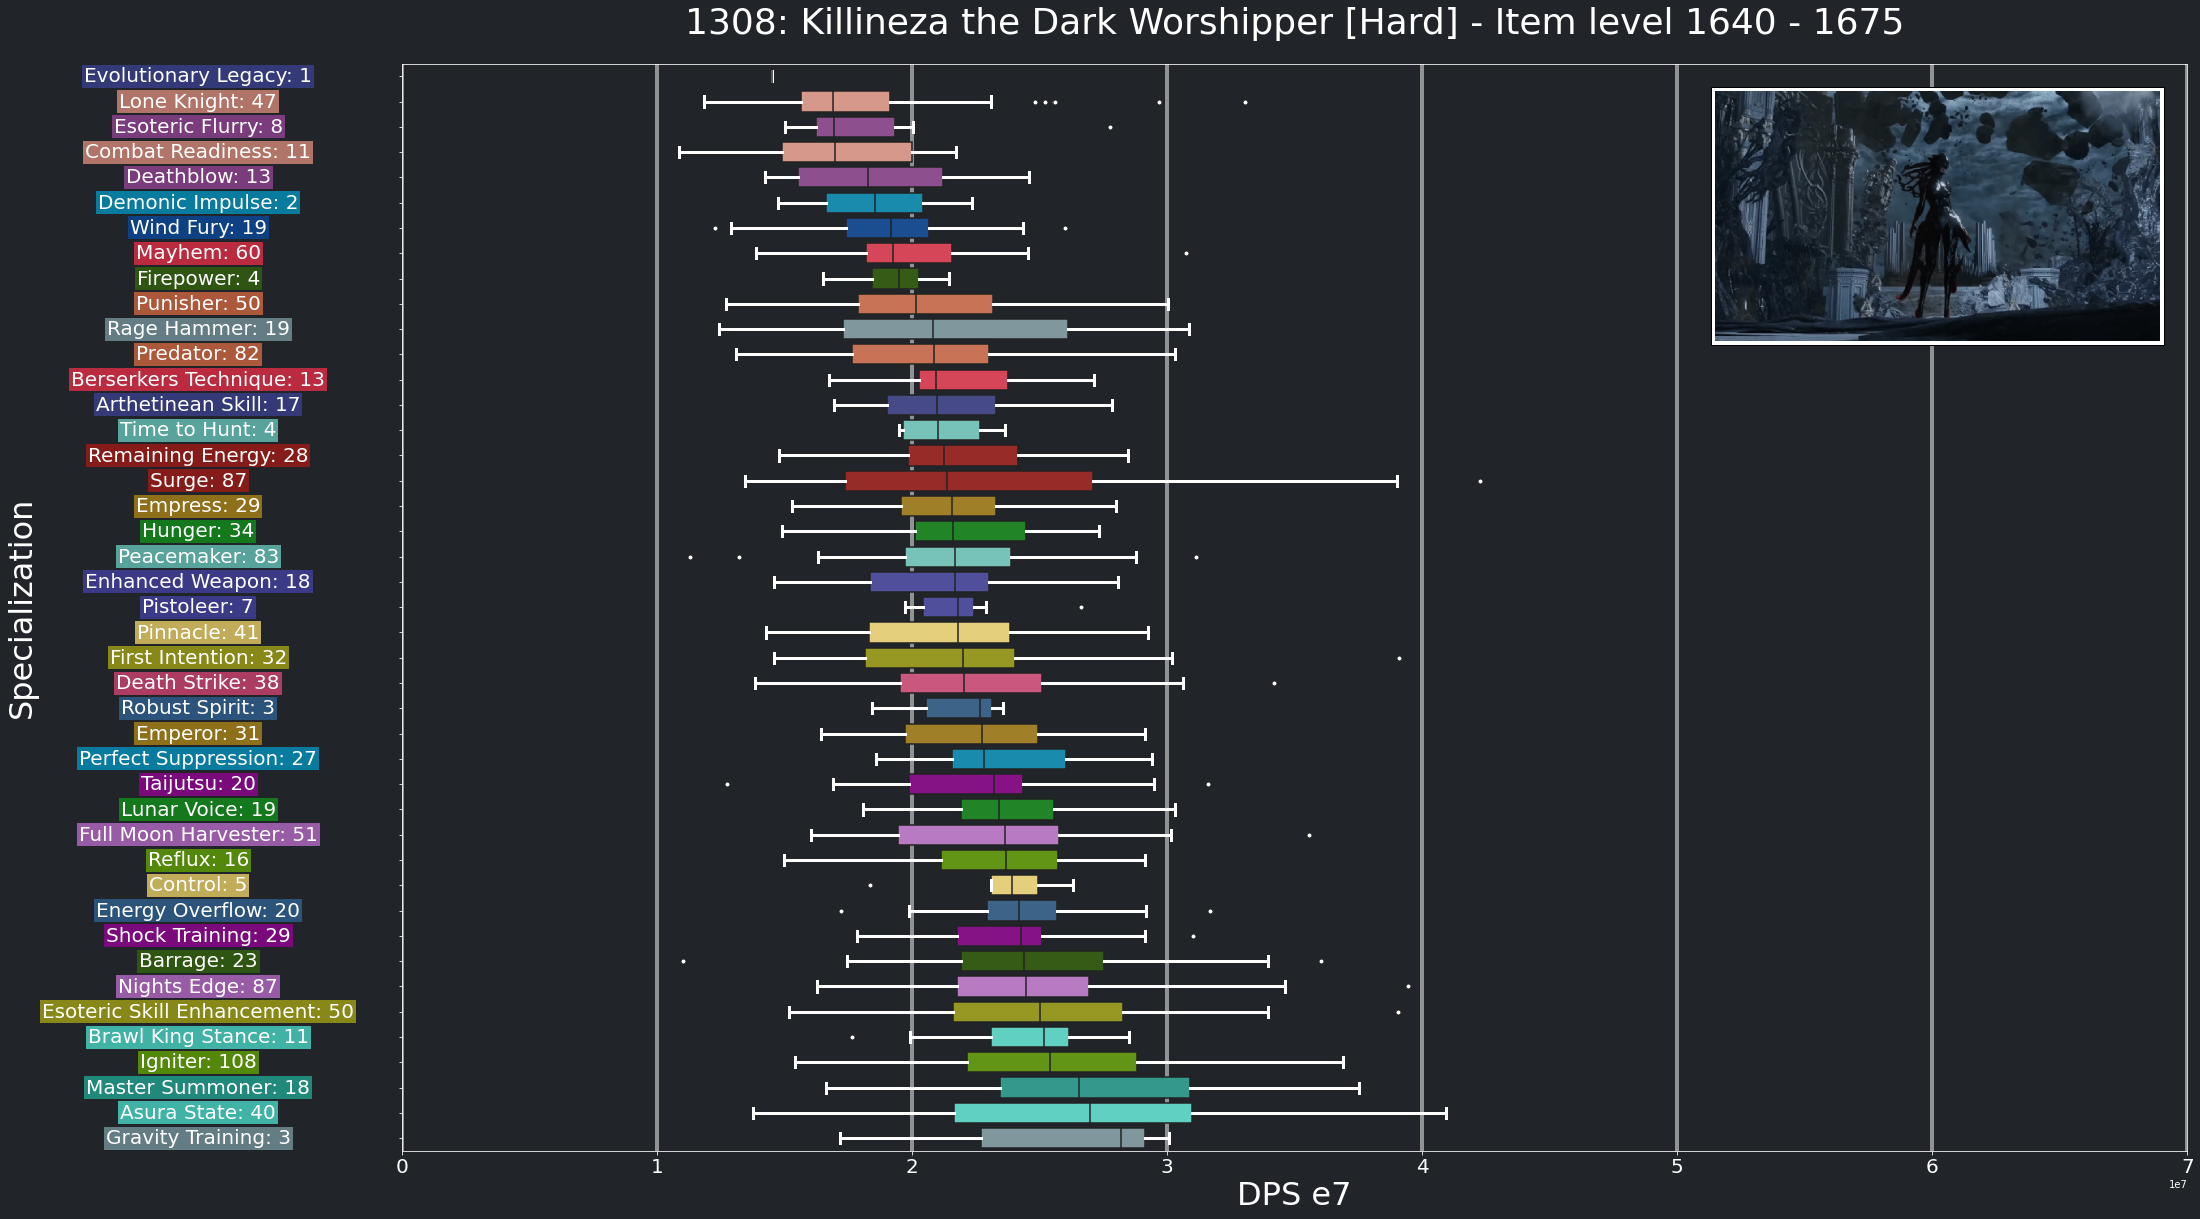 1308: Killineza the Dark Worshipper [Hard] - Item level 1640 - 1675
Specialization
Evolutionary Legacy: 1
Lone Knight: 47
Esoteric Flurry: 8
Combat Readiness: 11
Deathblow: 13
Demonic Impulse: 2
Wind Fury: 19
Mayhem: 60
Firepower: 4
Punisher: 50
Rage Hammer: 19
Predator: 82
Berserkers Technique: 13
Arthetinean Skill: 17
Time to Hunt: 4
Remaining Energy: 28
Surge: 87
Empress: 29
Hunger: 34
Peacemaker: 83
Enhanced Weapon: 18
Pistoleer: 7
Pinnacle: 41
First Intention: 32
Death Strike: 38
Robust Spirit: 3
Emperor: 31
Perfect Suppression: 27
Taijutsu: 20
Lunar Voice: 19
Full Moon Harvester: 51
Reflux: 16
Control: 5
Energy Overflow: 20
Shock Training: 29
Barrage: 23
Nights Edge: 87
Esoteric Skill Enhancement: 50
Brawl King Stance: 11
Igniter: 108
Master Summoner: 18
Asura State: 40
Gravity Training: 3
0 1 2 3 4 5 6 7
1e7
DPS e7